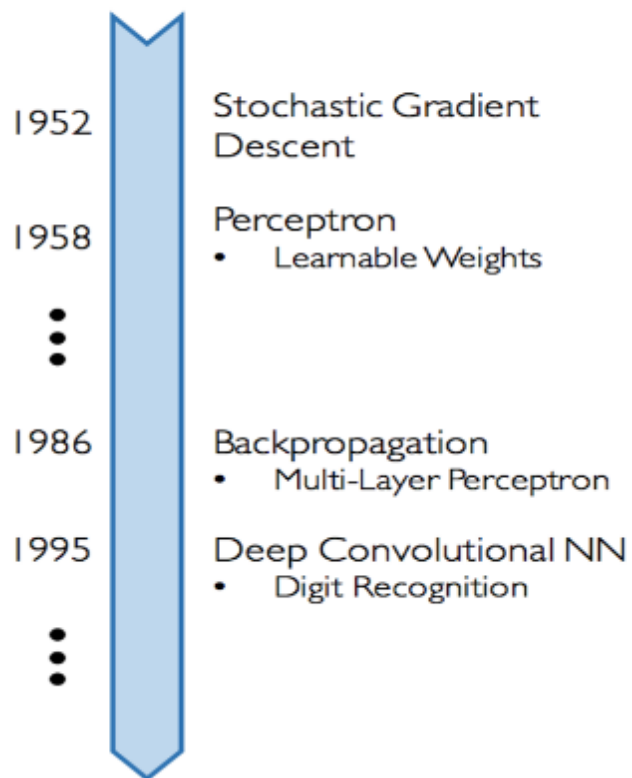 1952
Stochastic Gradient
Descent
1958
Perceptron
• Learnable Weights
1986
Backpropagation
• Multi-Layer Perceptron
1995
Deep Convolutional NN
• Digit Recognition